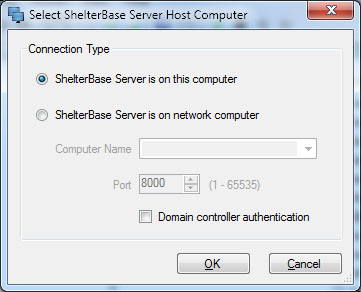 Select ShelterBase Server Host Computer
Connection Type
ShelterBase Server is on this computer
ShelterBase Server is on network computer
Computer Name
Port 8000 (1 - 65535)
Domain controller authentication
OK Cancel